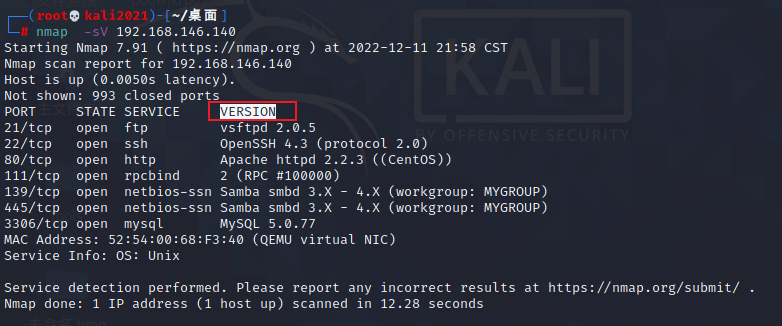 ┌──(root💀kali2021)-[~/桌面]
└─# nmap  -sV 192.168.146.140
Starting Nmap 7.91 ( https://nmap.org ) at 2022-12-11 21:58 CST
Nmap scan report for 192.168.146.140
Host is up (0.0050s latency).
Not shown: 993 closed ports
PORT     STATE SERVICE     VERSION
21/tcp   open  ftp         vsftpd 2.0.5
22/tcp   open  ssh         OpenSSH 4.3 (protocol 2.0)
80/tcp   open  http        Apache httpd 2.2.3 ((CentOS))
111/tcp  open  rpcbind     2 (RPC #100000)
139/tcp  open  netbios-ssn Samba smbd 3.X - 4.X (workgroup: MYGROUP)
445/tcp  open  netbios-ssn Samba smbd 3.X - 4.X (workgroup: MYGROUP)
3306/tcp open  mysql       MySQL 5.0.77
MAC Address: 52:54:00:68:F3:40 (QEMU virtual NIC)
Service Info: OS: Unix

Service detection performed. Please report any incorrect results at https://nmap.org/submit/ .
Nmap done: 1 IP address (1 host up) scanned in 12.28 seconds
KALI
BY OFFENSIVE SECURITY